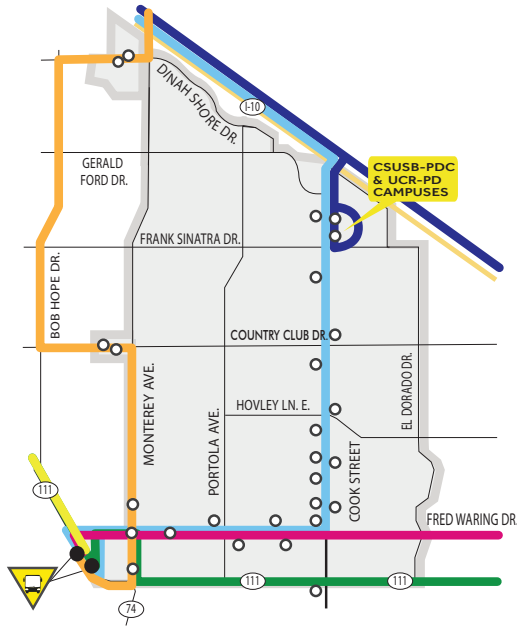 DINAH SHORE DR.
I-10
GERALD
FORD DR.
CSUSB-PDC
& UCR-PD
CAMPUSES
FRANK SINATRA DR.
BOB HOPE DR.
COUNTRY CLUB DR.
MONTEREY AVE.
PORTOLA AVE.
HOVLEY LN. E.
EL DORADO DR.
COOK STREET
111
FRED WARING DR.
111
111
74